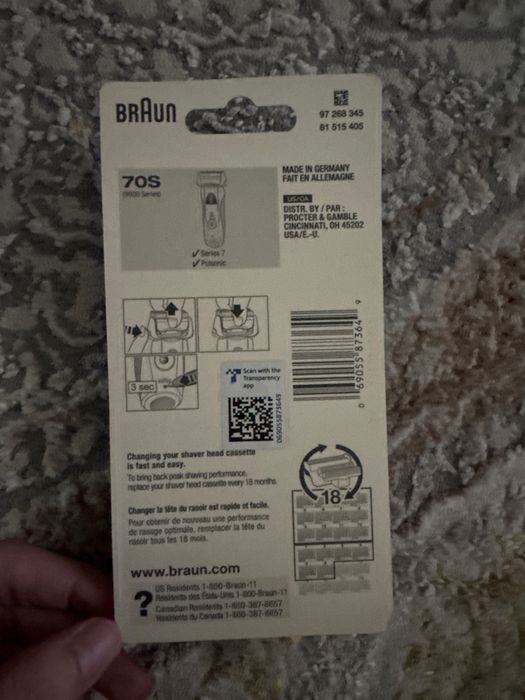 BRAUN
97 268 345
81 515 405
70S
(9000 Series)
✓ Series 7
✓ Pulsonic
MADE IN GERMANY
FAIT EN ALLEMAGNE
US/CA
DISTR. BY / PAR :
PROCTER & GAMBLE
CINCINNATI, OH 45202
USA/E.-U.
3 sec
Scan with the
Transparency
app
069055873649
0 69055 87364 9
Changing your shaver head cassette
is fast and easy.
To bring back peak shaving performance,
replace your shaver head cassette every 18 months.
Changer la tête du rasoir est rapide et facile.
Pour obtenir de nouveau une performance
de rasage optimale, remplacer la tête du
rasoir tous les 18 mois.
18
www.braun.com
?
US Residents 1-800-Braun-11
Résidents des États-Unis 1-800-Braun-11
Canadian Residents 1-800-387-6657
Résidents du Canada 1-800-387-6657